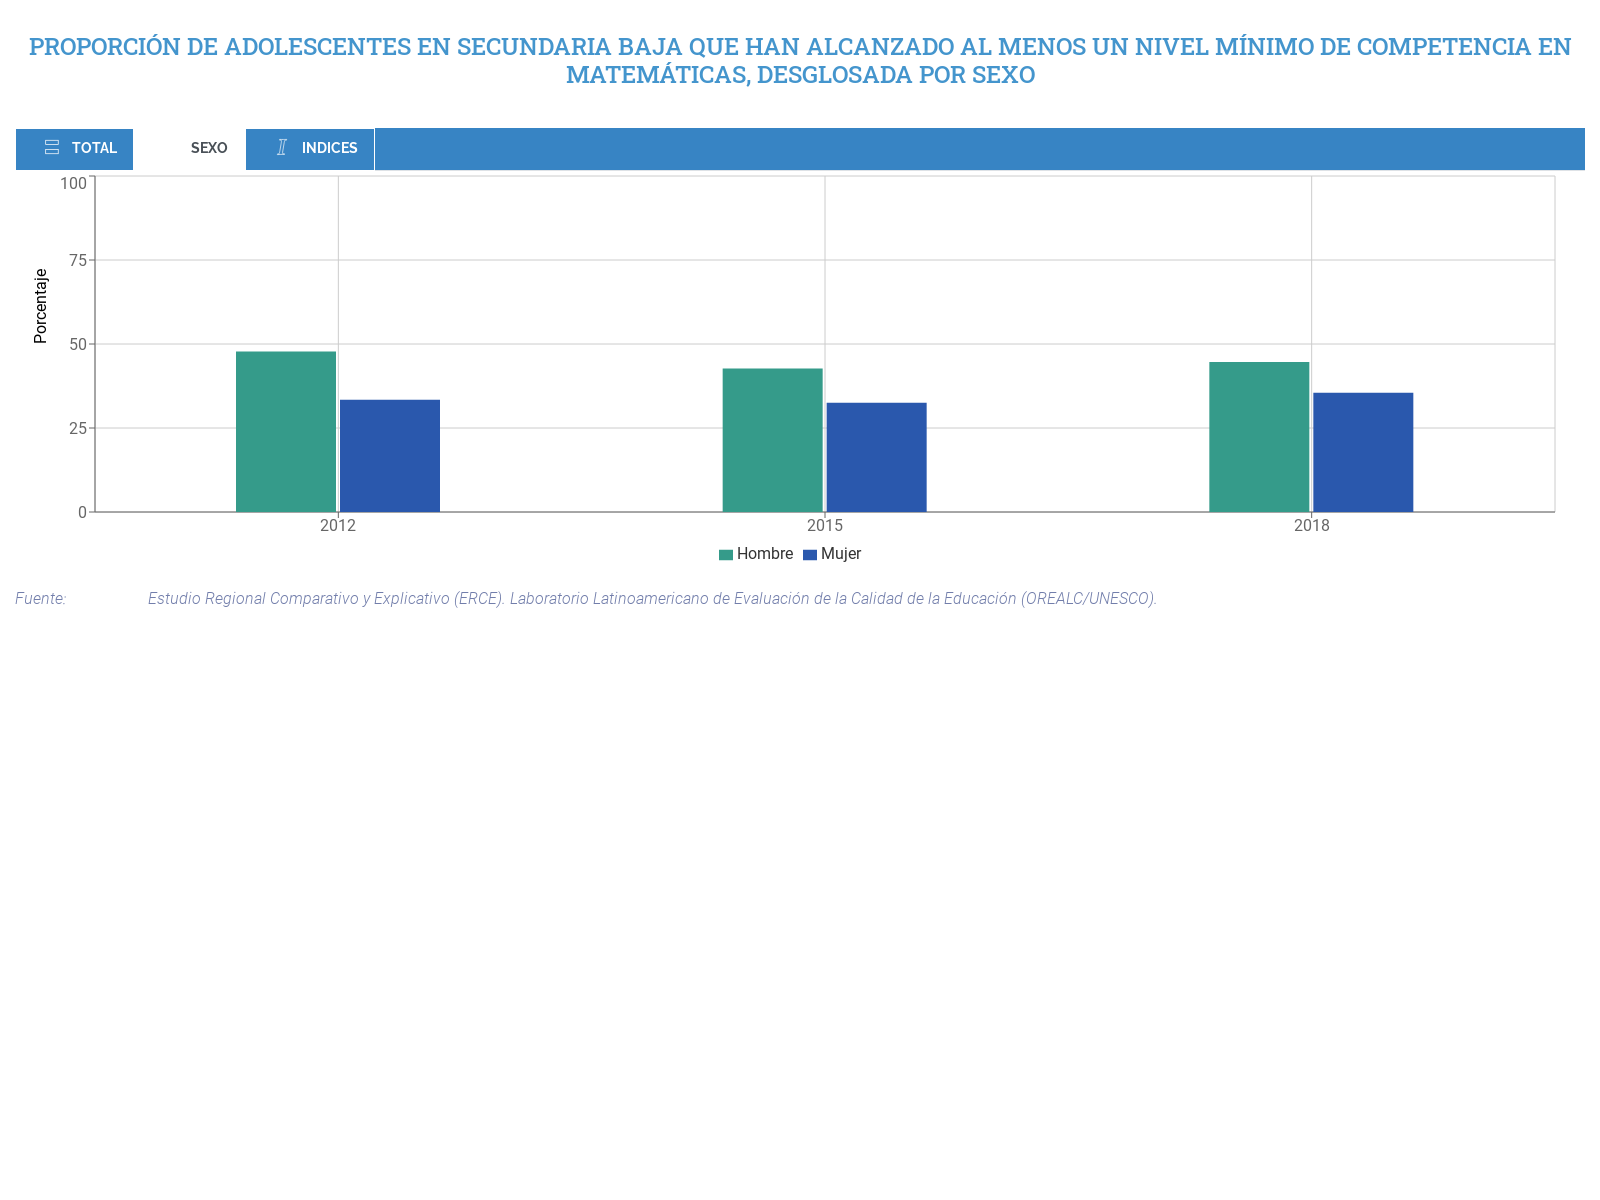 PROPORCIÓN DE ADOLESCENTES EN SECUNDARIA BAJA QUE HAN ALCANZADO AL MENOS UN NIVEL MÍNIMO DE COMPETENCIA EN
MATEMÁTICAS, DESGLOSADA POR SEXO
TOTAL SEXO INDICES
100
75
50
25
0
Porcentaje
2012 2015 2018
Hombre Mujer
Fuente: Estudio Regional Comparativo y Explicativo (ERCE). Laboratorio Latinoamericano de Evaluación de la Calidad de la Educación (OREALC/UNESCO).